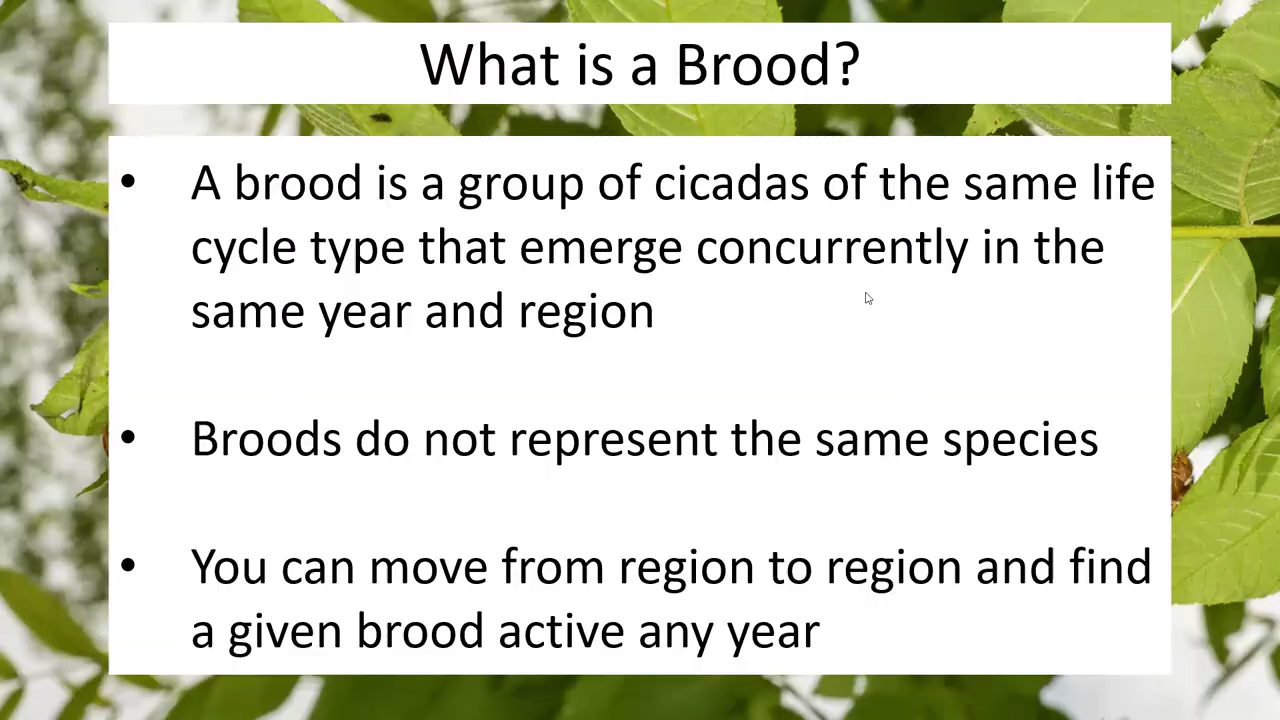 What is a Brood?
• A brood is a group of cicadas of the same life
cycle type that emerge concurrently in the
same year and region
• Broods do not represent the same species
• You can move from region to region and find
a given brood active any year